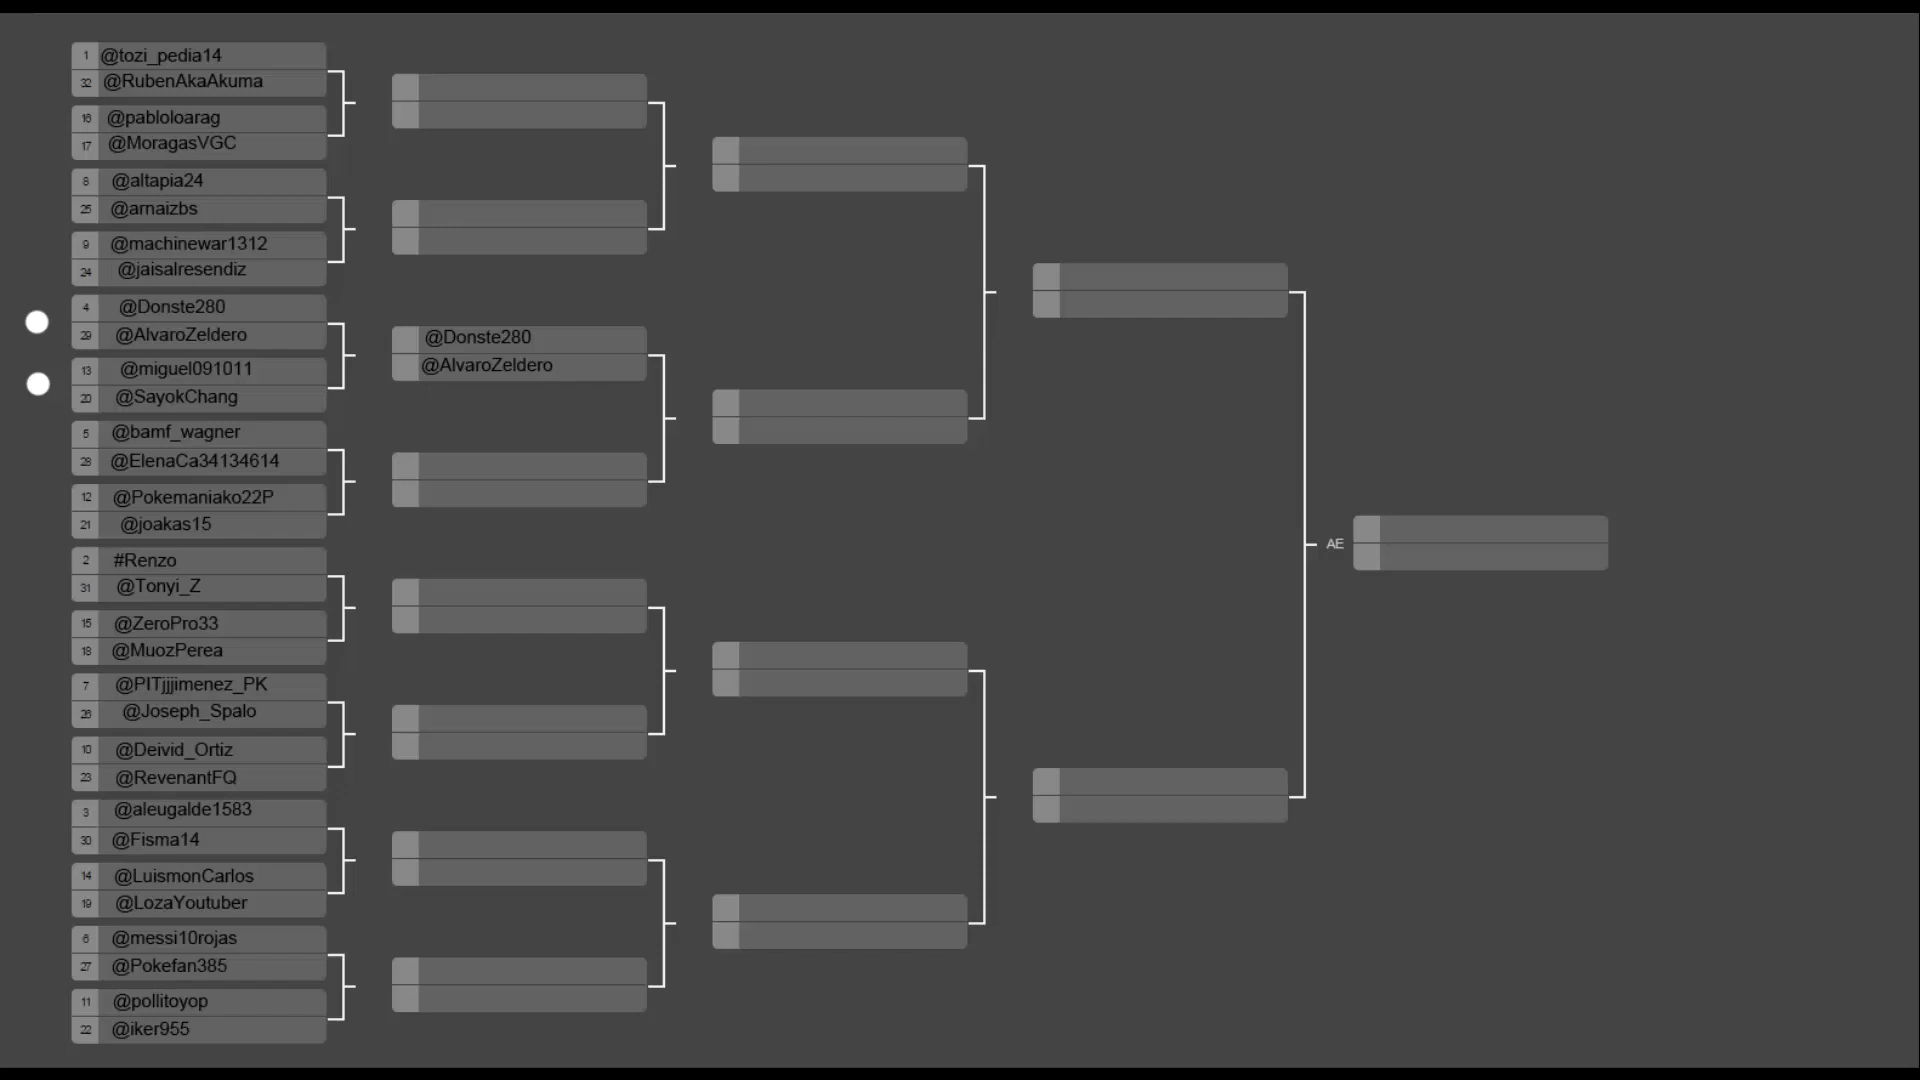 1 @tozi_pedia14
32 @RubenAkaAkuma
16 @pabloloarag
17 @MoragasVGC
8 @altapia24
25 @arnaizbs
9 @machinewar1312
24 @jaisalresendiz
4 @Donste280
29 @AlvaroZeldero
13 @miguel091011
20 @SayokChang
5 @bamf_wagner
28 @ElenaCa34134614
12 @Pokemaniako22P
21 @joakas15
2 #Renzo
31 @Tonyi_Z
15 @ZeroPro33
18 @MuozPerea
7 @PITjjjimenez_PK
26 @Joseph_Spalo
10 @Deivid_Ortiz
23 @RevenantFQ
3 @aleugalde1583
30 @Fisma14
14 @LuismonCarlos
19 @LozaYoutuber
6 @messi10rojas
27 @Pokefan385
11 @pollitoyop
22 @iker955
@Donste280
@AlvaroZeldero
AE